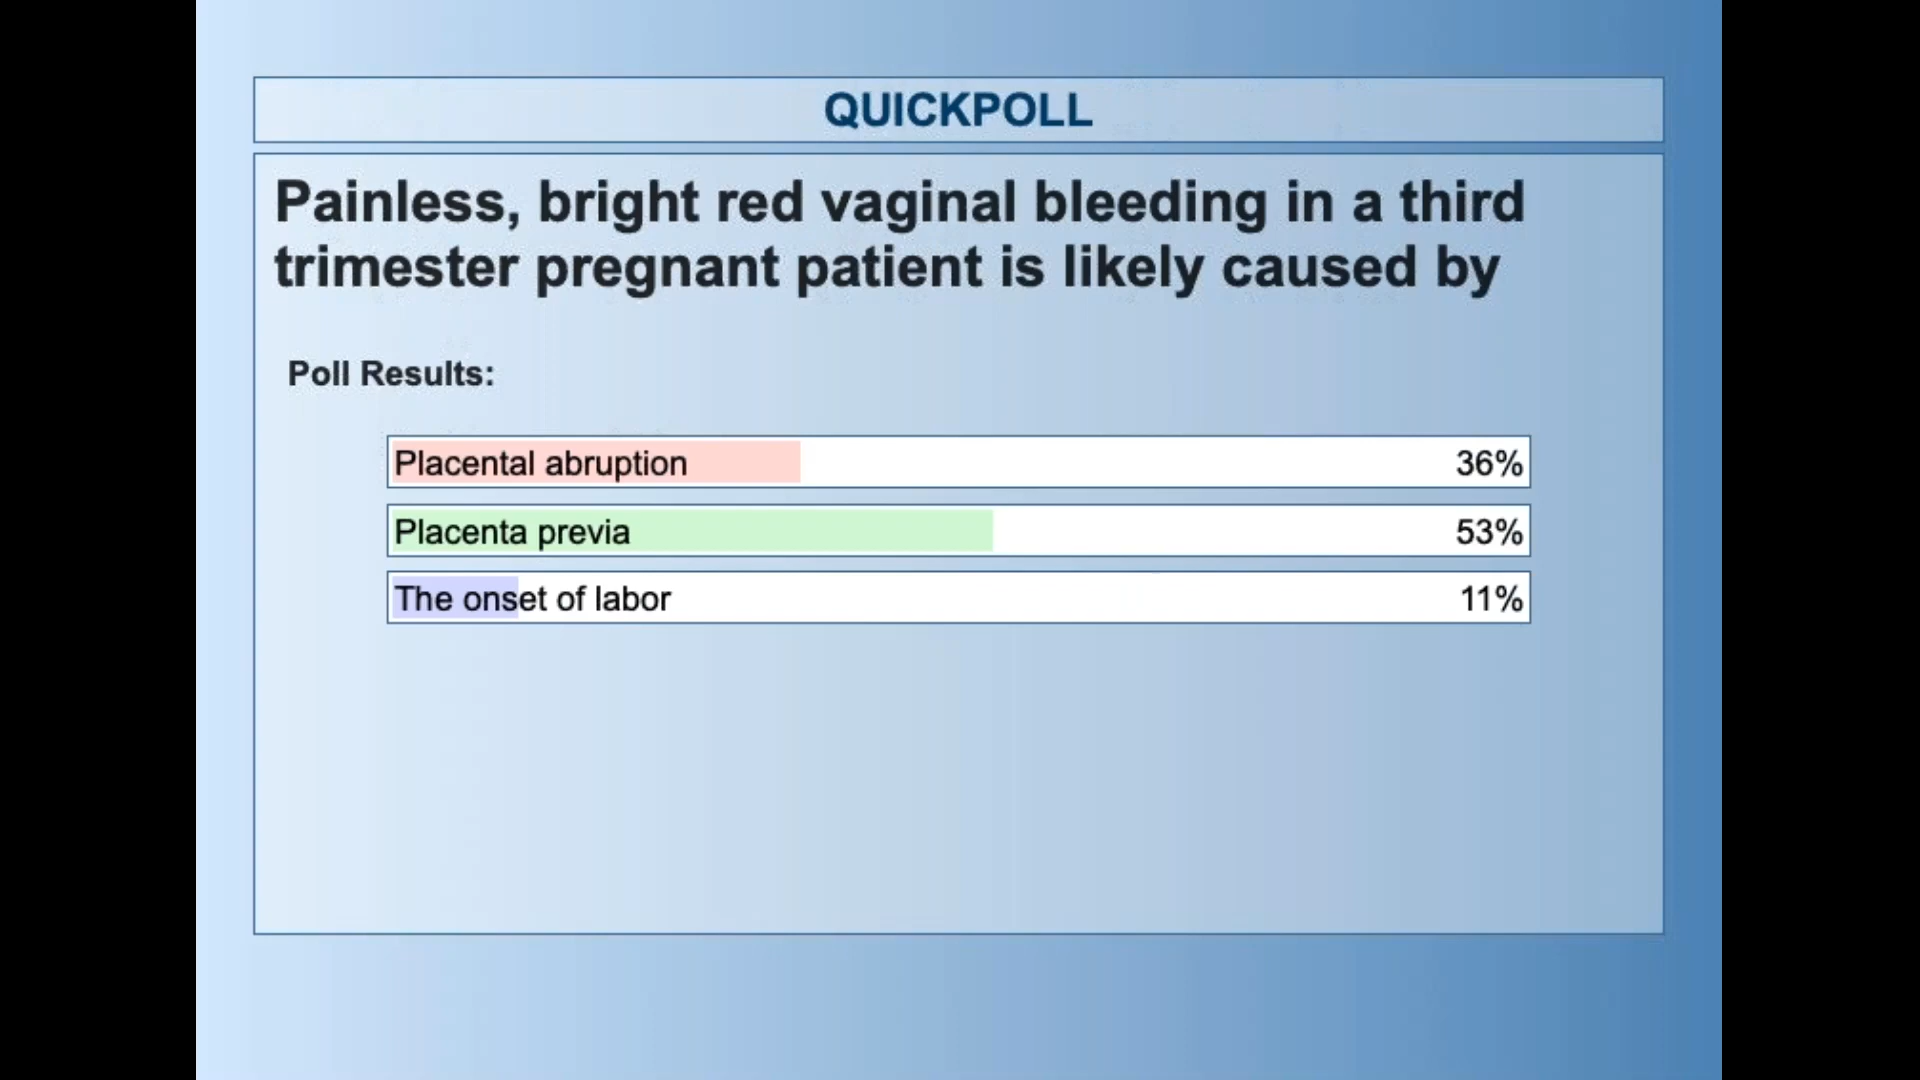 QUICKPOLL
Painless, bright red vaginal bleeding in a third
trimester pregnant patient is likely caused by
Poll Results:
Placental abruption 36%
Placenta previa 53%
The onset of labor 11%